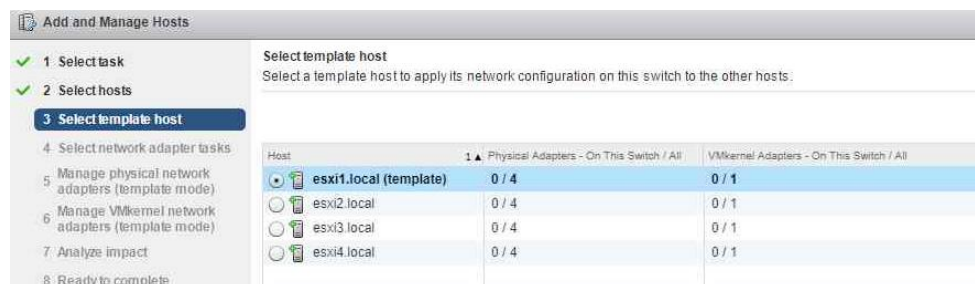 Add and Manage Hosts
1 Select task
2 Select hosts
3 Select template host
4 Select network adapter tasks
5 Manage physical network
adapters (template mode)
6 Manage VMkernel network
adapters (template mode)
7 Analyze impact
8 Ready to complete
Select template host
Select a template host to apply its network configuration on this switch to the other hosts.
Host 1 ▲ Physical Adapters - On This Switch / All VMkernel Adapters - On This Switch / All
esxi1.local (template) 0 / 4 0 / 1
esxi2.local 0 / 4 0 / 1
esxi3.local 0 / 4 0 / 1
esxi4.local 0 / 4 0 / 1